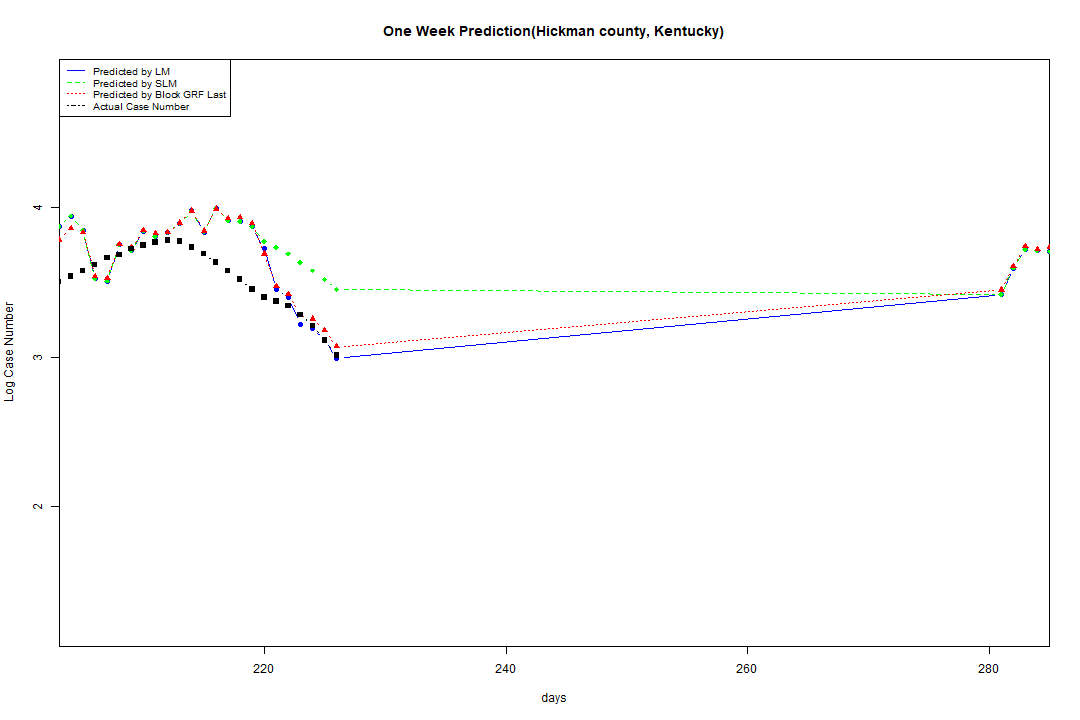 One Week Prediction(Hickman county, Kentucky)
Predicted by LM
Predicted by SLM
Predicted by Block GRF Last
Actual Case Number
4
3
2
Log Case Number
220
240
260
280
days